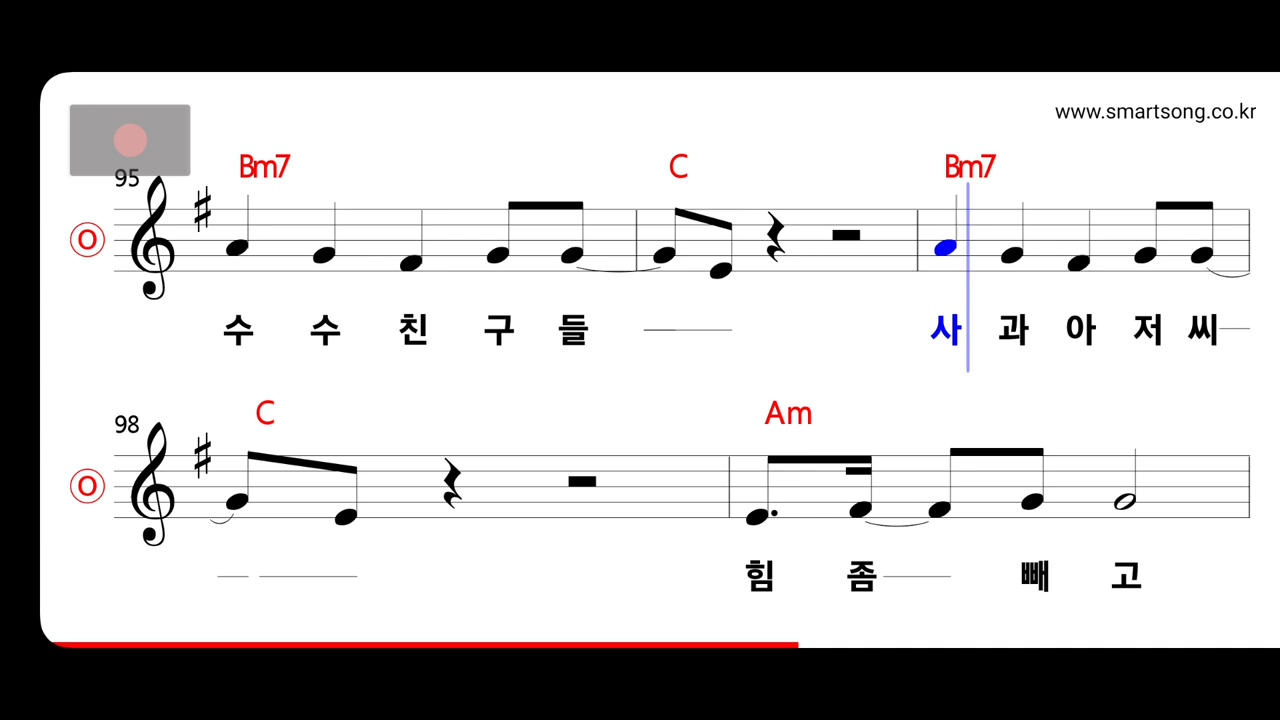 www.smartsong.co.kr
95 Bm7 C Bm7
O
수 수 친 구 들 사 과 아 저 씨
98 C Am
O
힘 좀 빼 고